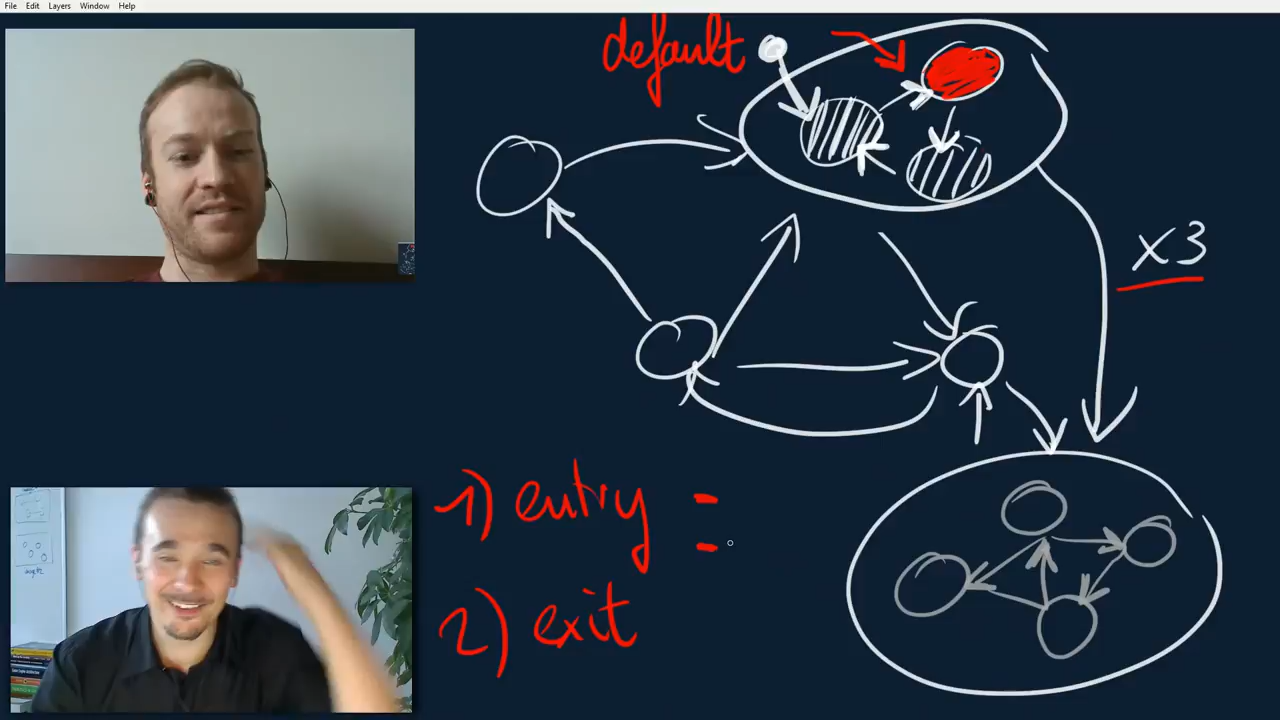 File Edit Layers Window Help
default
x3
1) entry -
-
2) exit